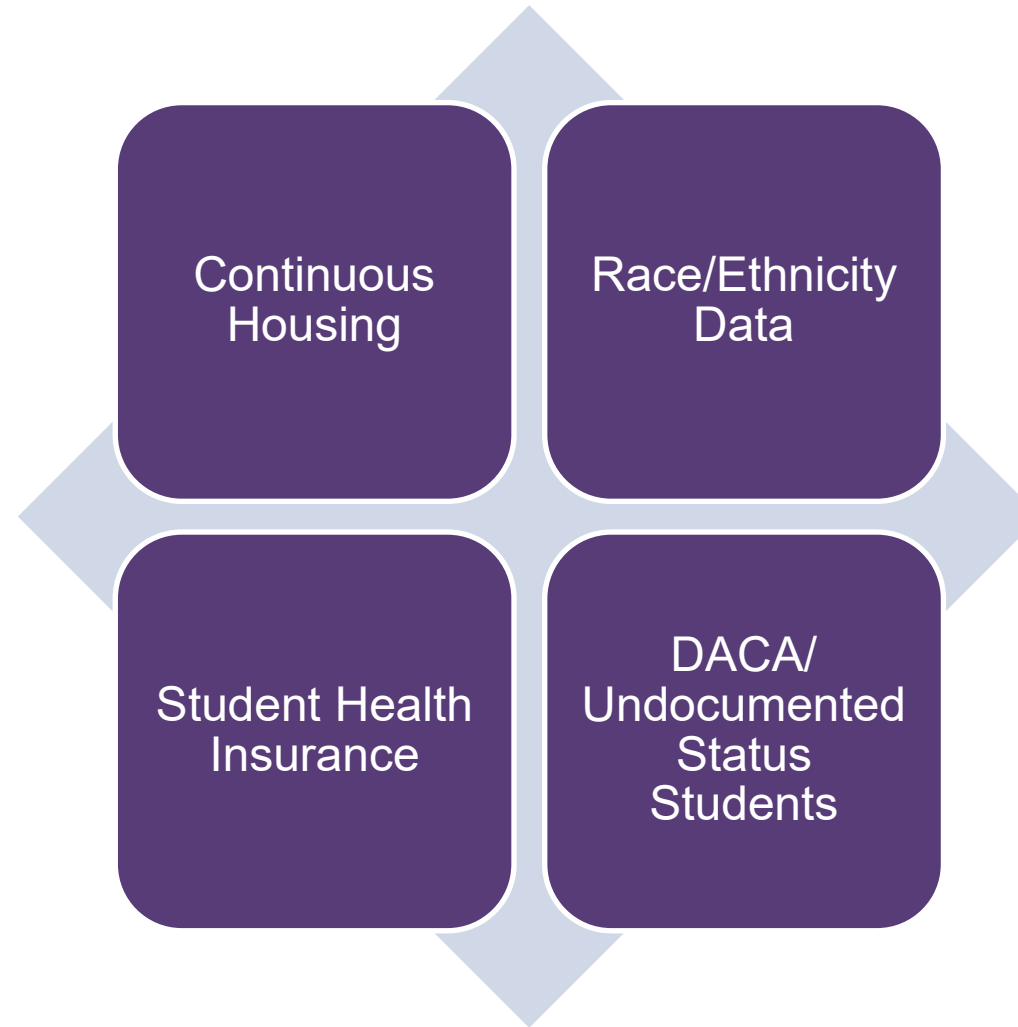 Continuous
Housing
Race/Ethnicity
Data
Student Health
Insurance
DACA/
Undocumented
Status
Students